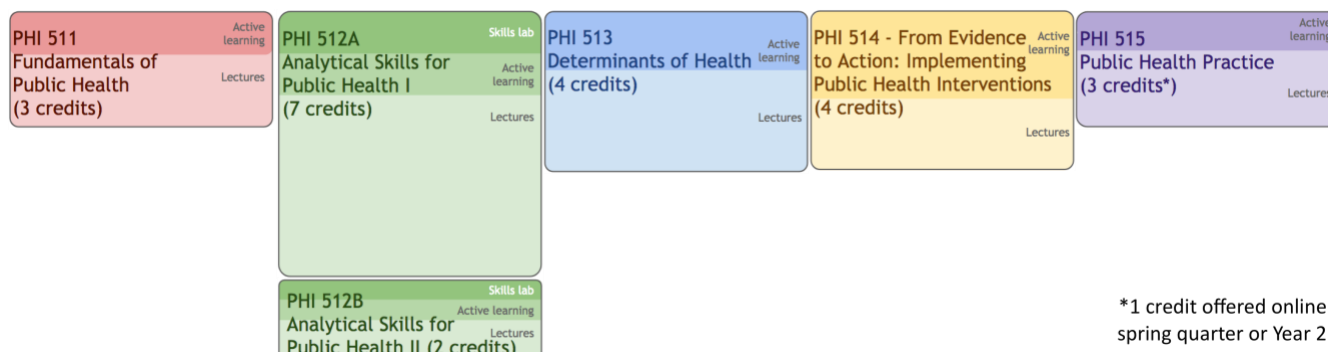 PHI 511
Fundamentals of
Public Health
(3 credits)
Active
learning
Lectures
PHI 512A
Analytical Skills for
Public Health I
(7 credits)
Skills lab
Active
learning
Lectures
PHI 513
Determinants of Health
(4 credits)
Active
learning
Lectures
PHI 514 - From Evidence
to Action: Implementing
Public Health Interventions
(4 credits)
Active
learning
Lectures
PHI 515
Public Health Practice
(3 credits*)
Active
learning
Lectures
PHI 512B
Analytical Skills for
Public Health II (2 credits)
Skills lab
Active learning
Lectures
*1 credit offered online
spring quarter or Year 2